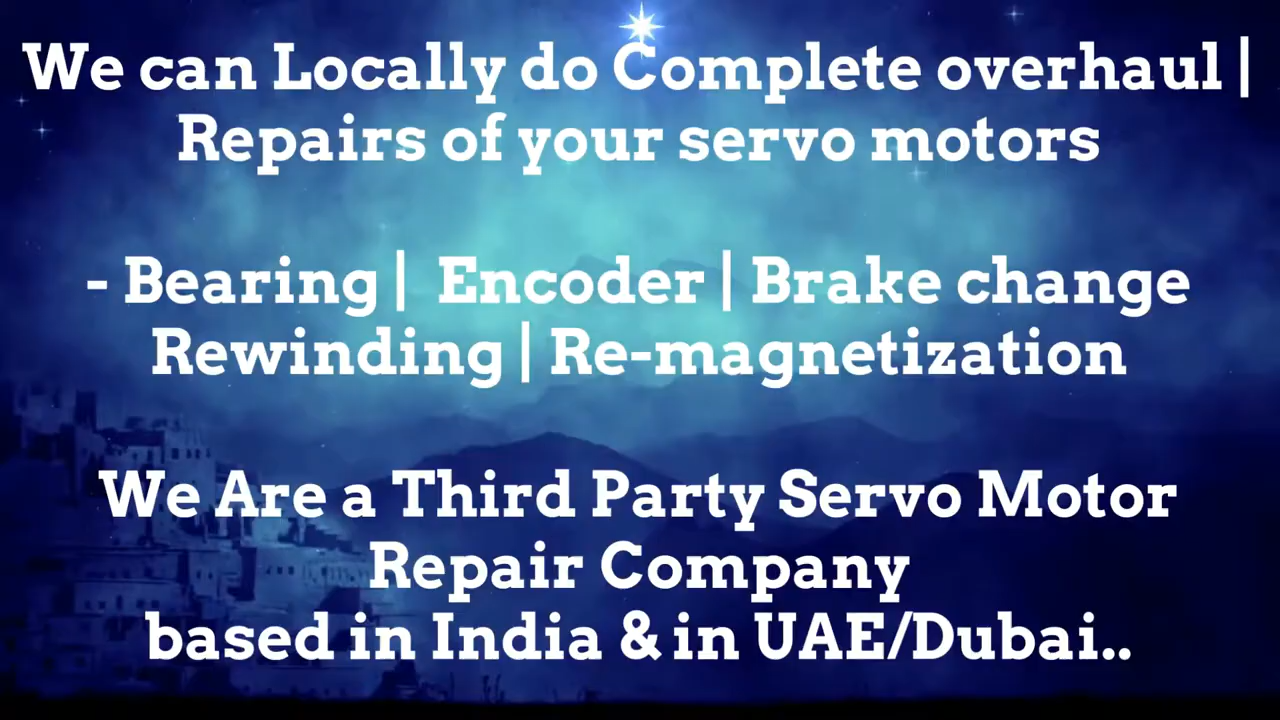 We can Locally do Complete overhaul |
Repairs of your servo motors
- Bearing | Encoder | Brake change
Rewinding | Re-magnetization
We Are a Third Party Servo Motor
Repair Company
based in India & in UAE/Dubai..